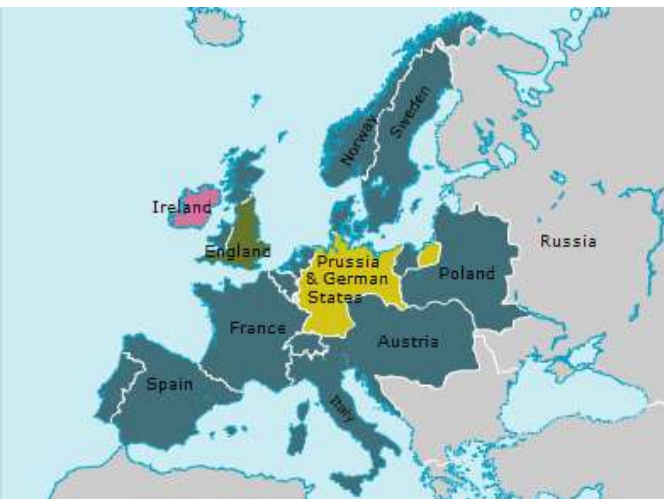 Norway
Sweden
Ireland
England
Russia
Prussia
& German
States
Poland
France
Austria
Spain
Italy